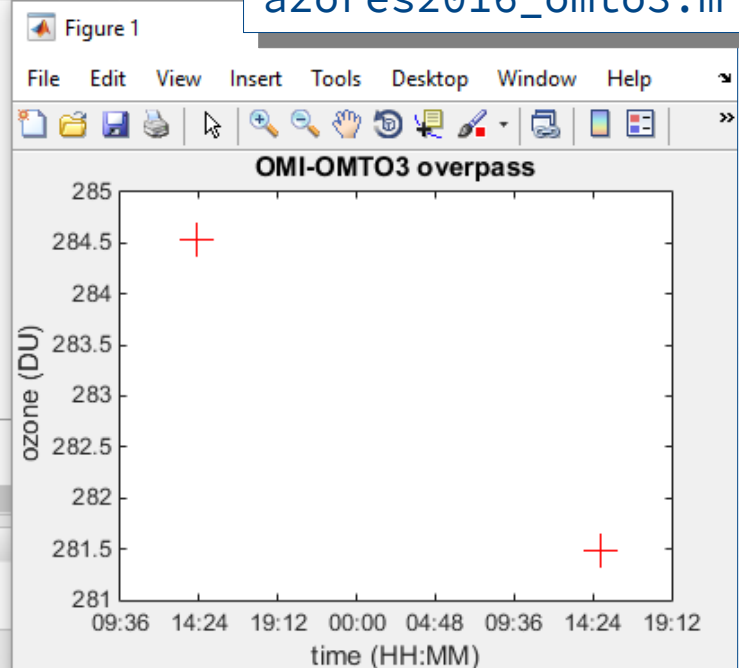 azores2016_omto3.m
Figure 1
File Edit View Insert Tools Desktop Window Help
OMI-OMTO3 overpass
285
284.5
284
283.5
283
282.5
282
281.5
281
ozone (DU)
09:36 14:24 19:12 00:00 04:48 09:36 14:24 19:12
time (HH:MM)